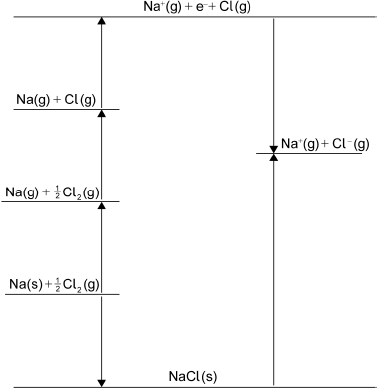 Na⁺(g) + e⁻ + Cl(g)
Na(g) + Cl(g)
Na⁺(g) + Cl⁻(g)
Na(g) + ½Cl₂(g)
Na(s) + ½Cl₂(g)
NaCl(s)